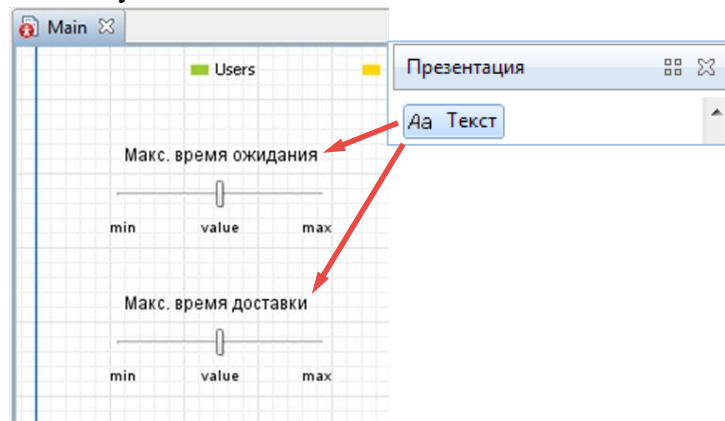 Main
Users
Презентация
Aa Текст
Макс. время ожидания
min value max
Макс. время доставки
min value max